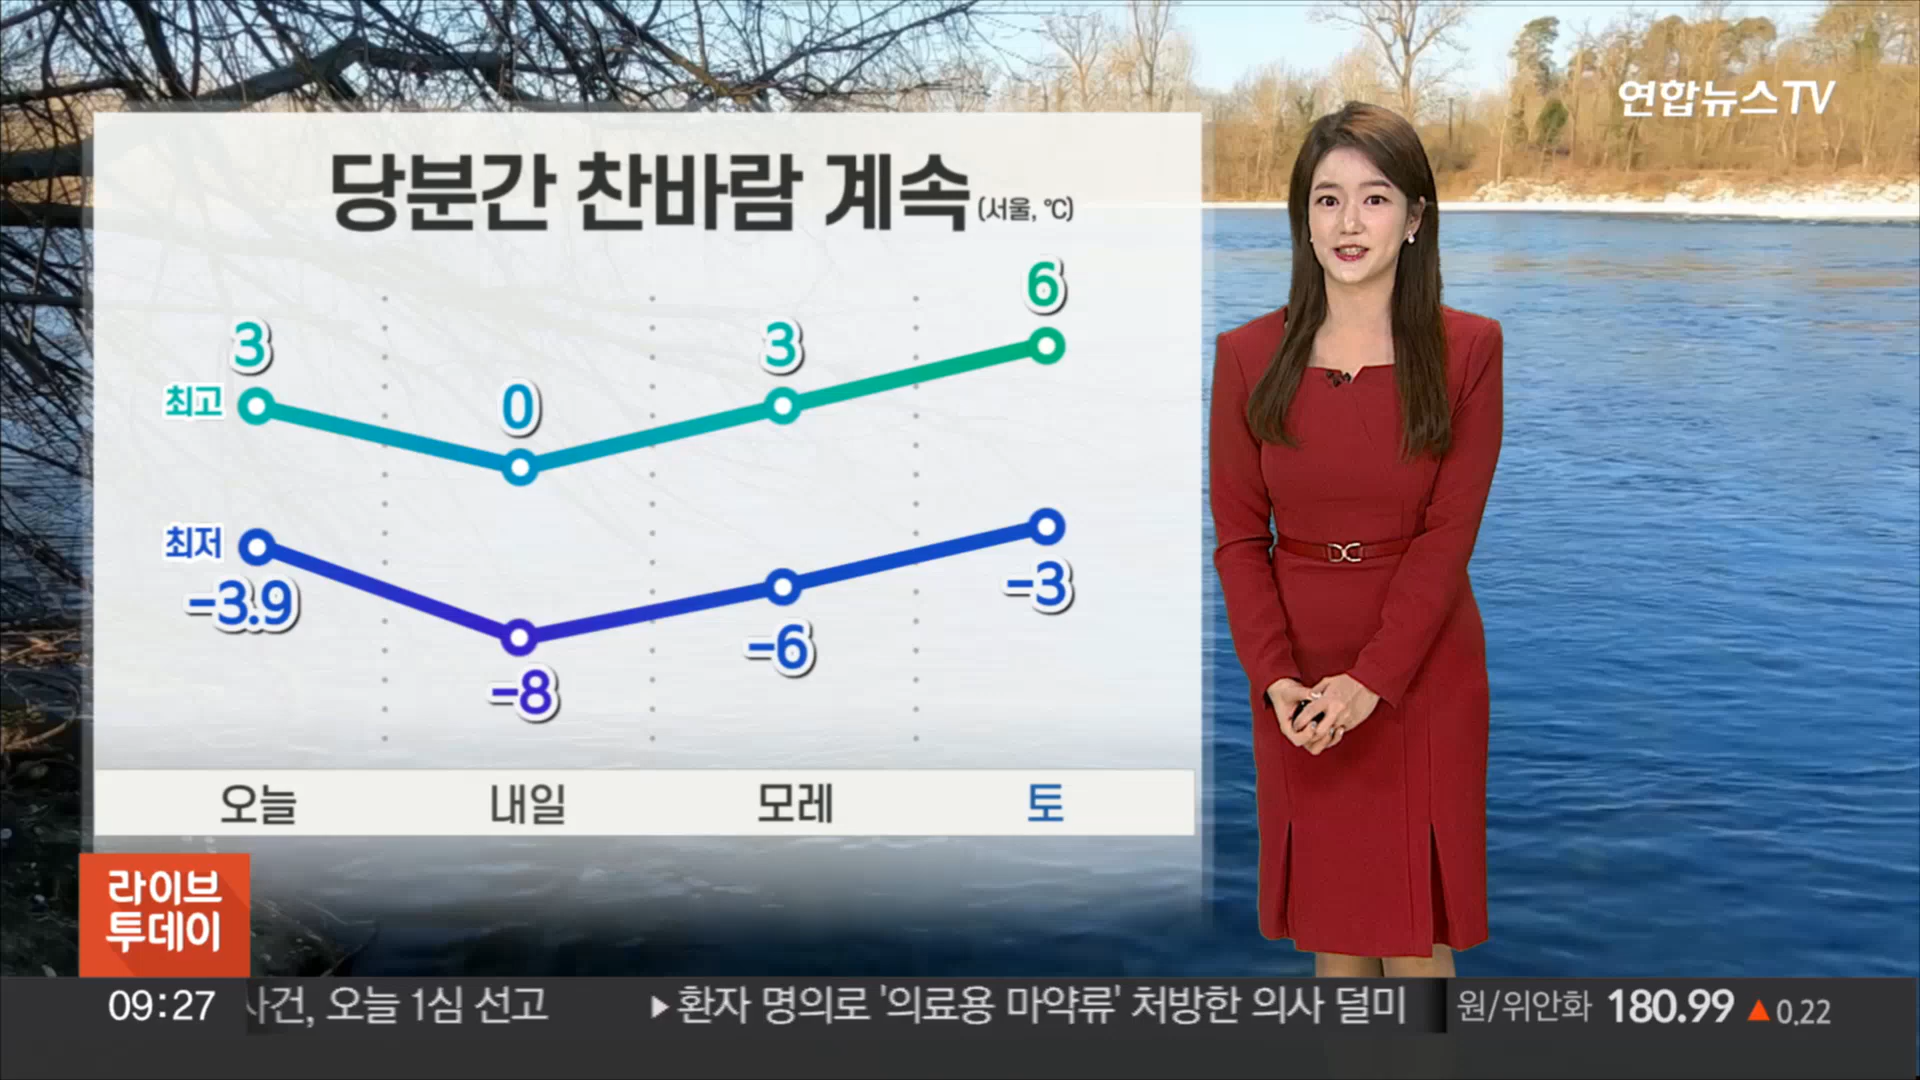 연합뉴스TV
당분간 찬바람 계속(서울, ℃)
3 0 3 6
최고
최저
-3.9 -8 -6 -3
오늘 내일 모레 토
라이브
투데이
09:27 사건, 오늘 1심 선고 ▶환자 명의로 '의료용 마약류' 처방한 의사 덜미 원/위안화 180.99 ▲0.22